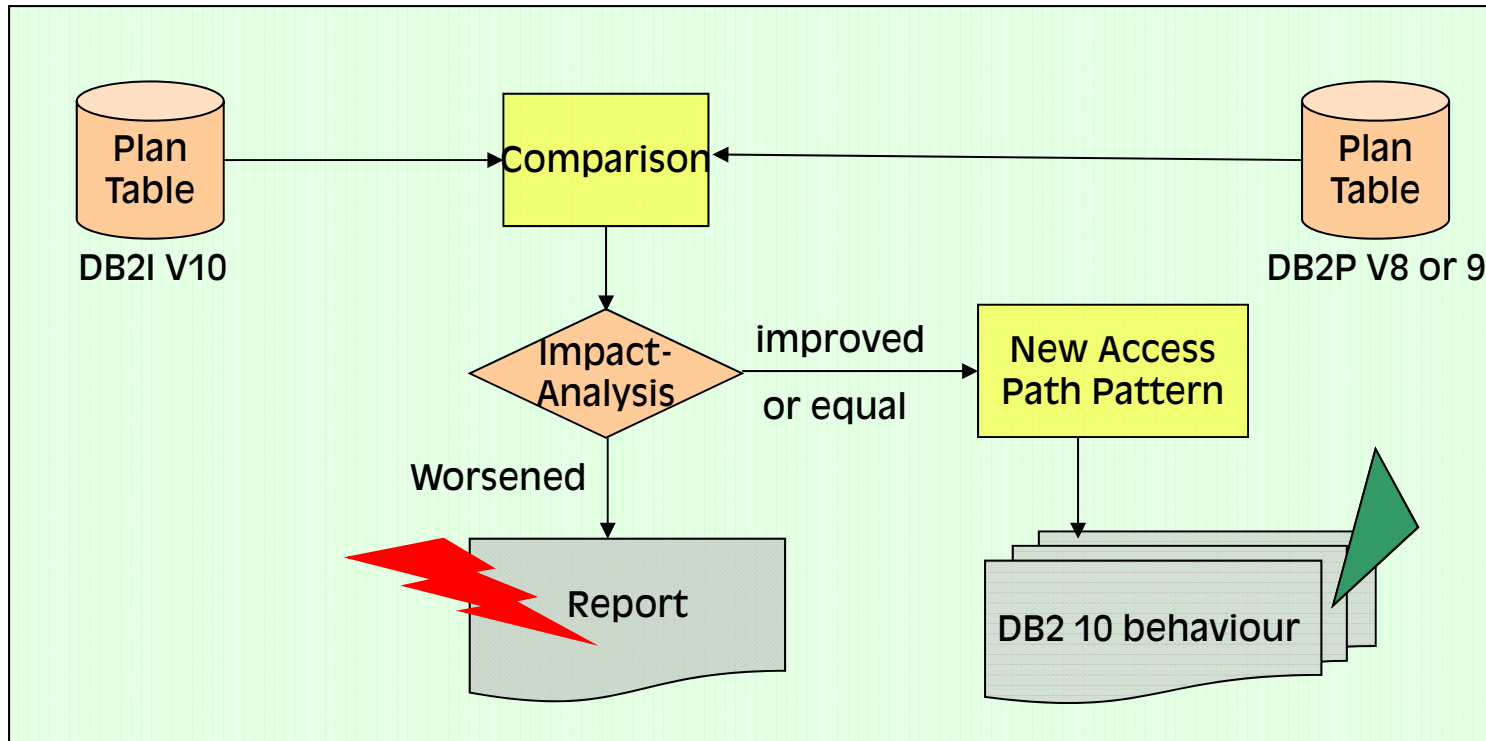 Plan
Table
DB2I V10
Comparison
Plan
Table
DB2P V8 or 9
Impact-
Analysis
improved
or equal
New Access
Path Pattern
Worsened
Report
DB2 10 behaviour